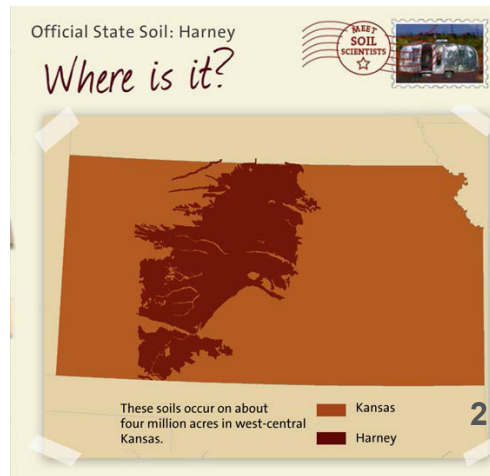 Official State Soil: Harney
Where is it?
MEET
SOIL
SCIENTISTS
These soils occur on about
four million acres in west-central
Kansas.
Kansas
Harney
2